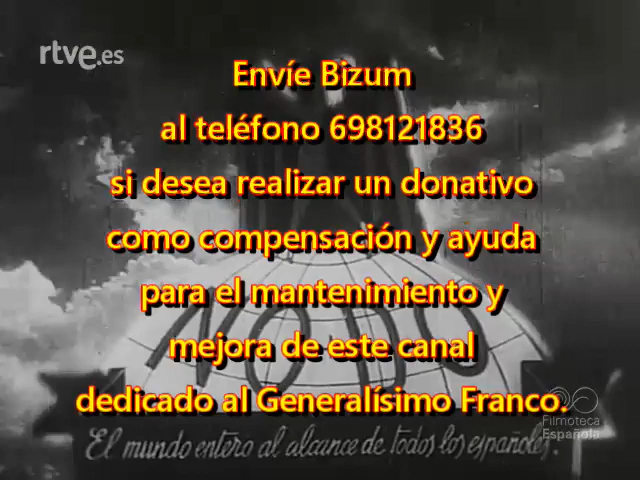 rtve.es
Envíe Bizum
al teléfono 698121836
si desea realizar un donativo
como compensación y ayuda
para el mantenimiento y
NO DO
mejora de este canal
dedicado al Generalísimo Franco.
Filmoteca
Española
El mundo entero al alcance de todos los españoles.